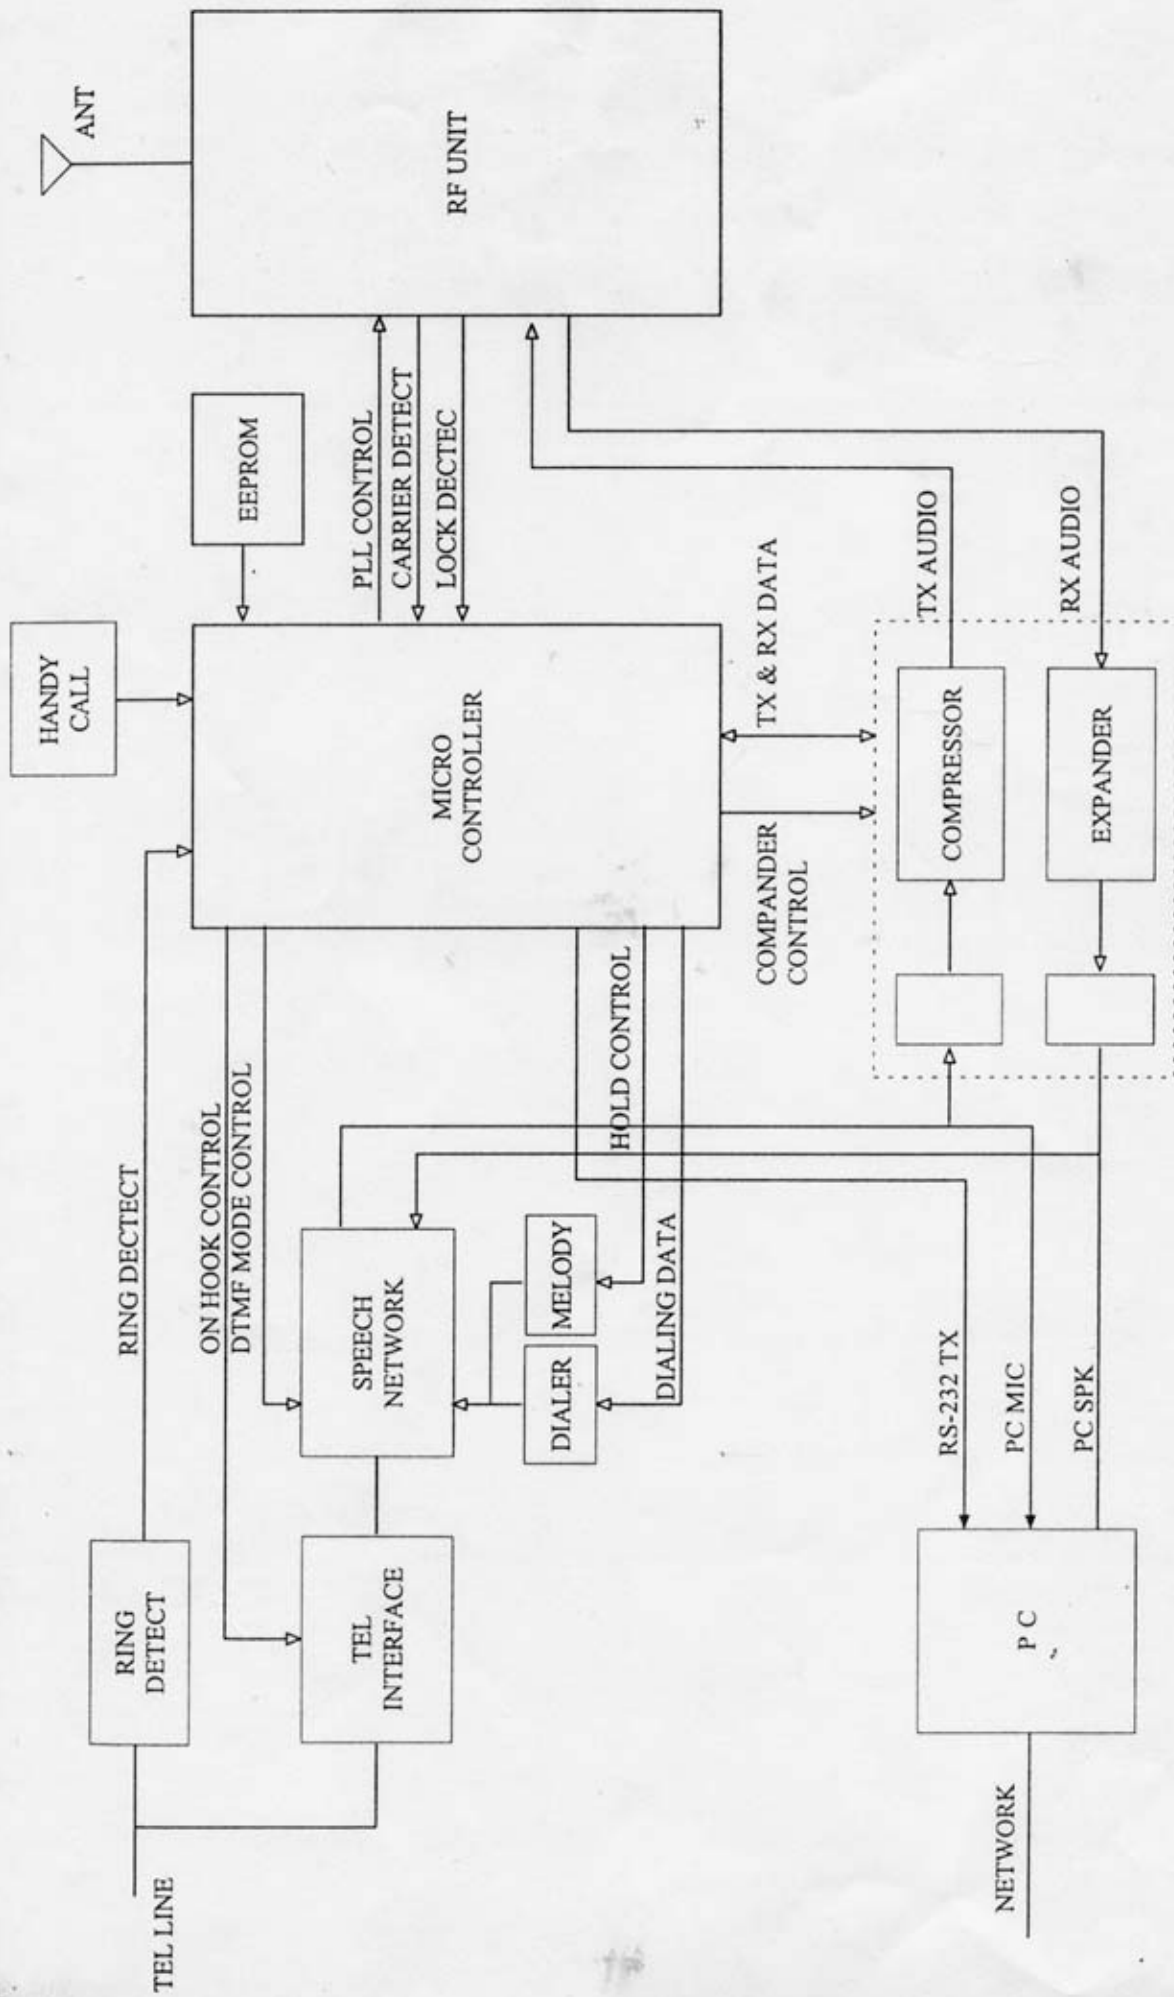 ANT
RF UNIT
EEPROM
PLL CONTROL
CARRIER DETECT
LOCK DECTEC
HANDY
CALL
MICRO
CONTROLLER
TX & RX DATA
COMPANDER
CONTROL
TX AUDIO
RX AUDIO
COMPRESSOR
EXPANDER
RING DECTECT
ON HOOK CONTROL
DTMF MODE CONTROL
HOLD CONTROL
DIALING DATA
SPEECH
NETWORK
MELODY
DIALER
RING
DETECT
TEL
INTERFACE
TEL LINE
RS-232 TX
PC MIC
PC SPK
P C
NETWORK